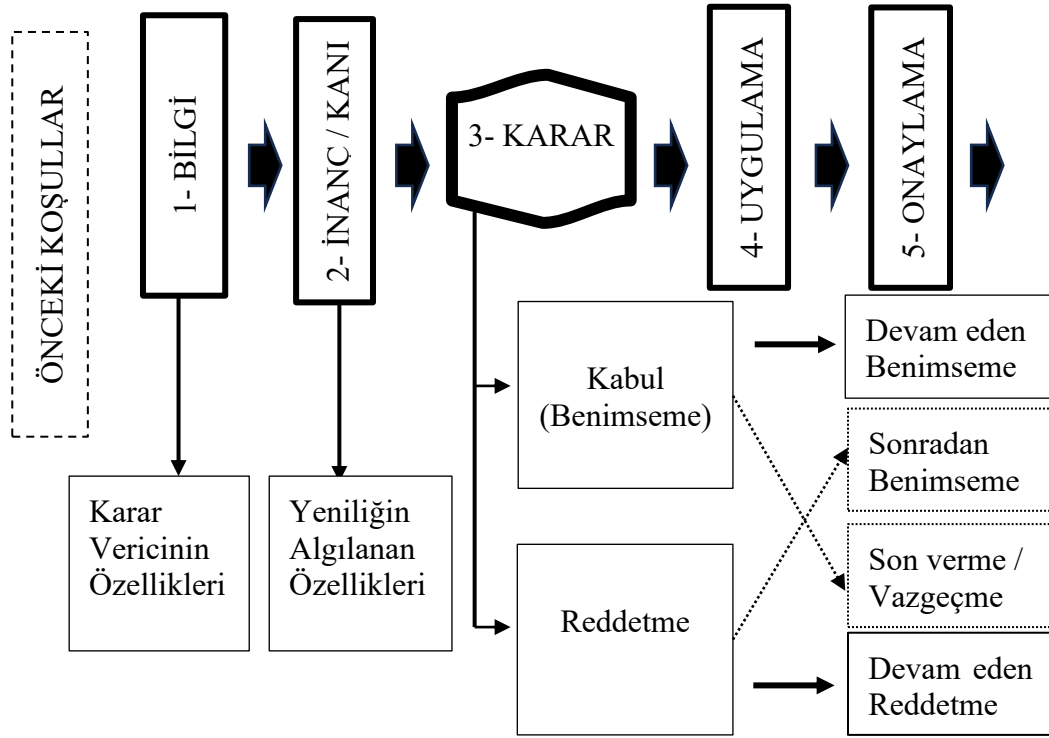 ÖNCEKİ KOŞULLAR
1- BİLGİ
2- İNANÇ / KANI
3- KARAR
4- UYGULAMA
5- ONAYLAMA
Karar
Vericinin
Özellikleri
Yeniliğin
Algılanan
Özellikleri
Kabul
(Benimseme)
Reddetme
Devam eden
Benimseme
Sonradan
Benimseme
Son verme /
Vazgeçme
Devam eden
Reddetme